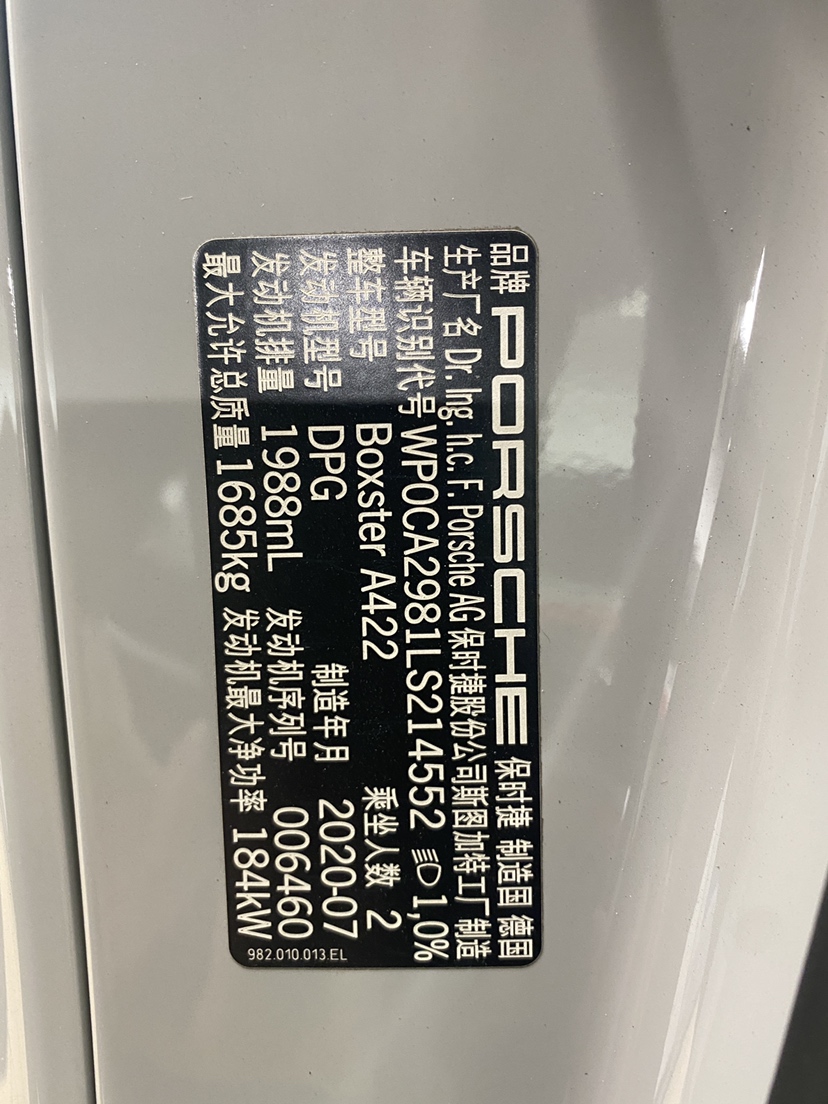 品牌 PORSCHE 保时捷 制造国 德国
生产厂名 Dr. Ing. h.c. F. Porsche AG 保时捷股份公司斯图加特工厂 制造
车辆识别代号 WP0CA2981LS214552 1,0%
整车型号 Boxster A422 乘坐人数 2
发动机型号 DPG 制造年月 2020-07
发动机排量 1988mL 发动机序列号 006460
最大允许总质量 1685kg 发动机最大净功率 184kW
982.010.013.EL